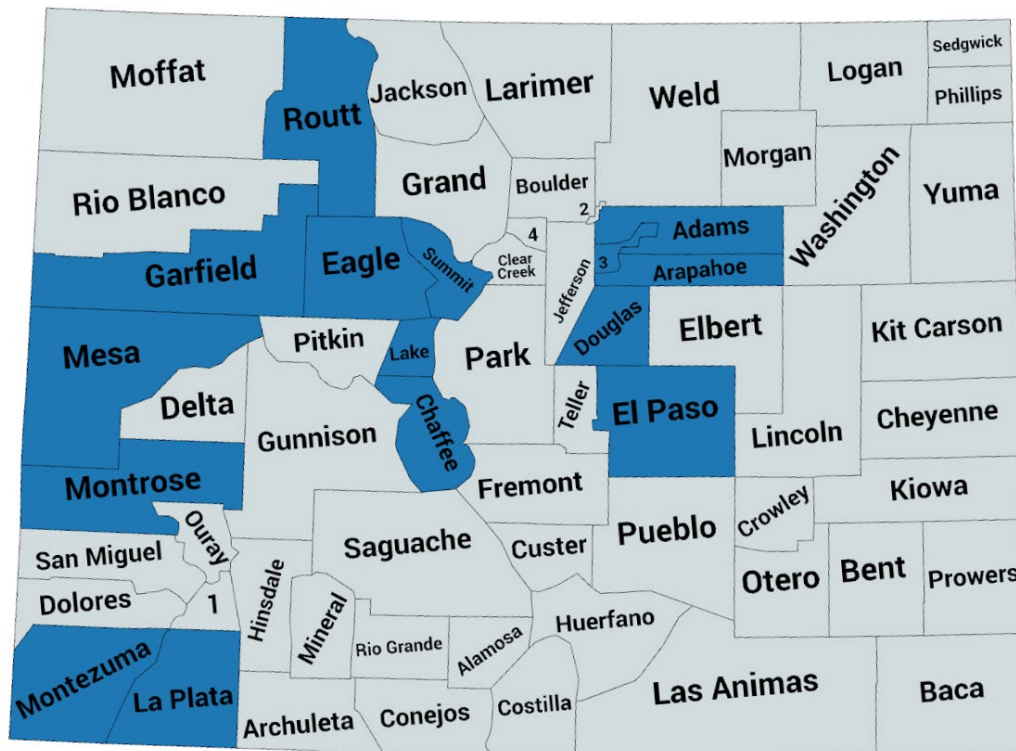 Moffat
Routt
Jackson
Larimer
Weld
Logan
Sedgwick
Phillips
Rio Blanco
Grand
Boulder
2
Morgan
Washington
Yuma
Garfield
Eagle
Summit
4
Clear
Creek
Jefferson
3
Adams
Arapahoe
Mesa
Pitkin
Lake
Park
Douglas
Elbert
Kit Carson
Delta
Gunnison
Chaffee
Teller
El Paso
Lincoln
Cheyenne
Montrose
Fremont
Kiowa
Ouray
San Miguel
Saguache
Custer
Pueblo
Crowley
Otero
Bent
Prowers
Dolores
1
Hinsdale
Mineral
Rio Grande
Alamosa
Huerfano
Montezuma
La Plata
Archuleta
Conejos
Costilla
Las Animas
Baca